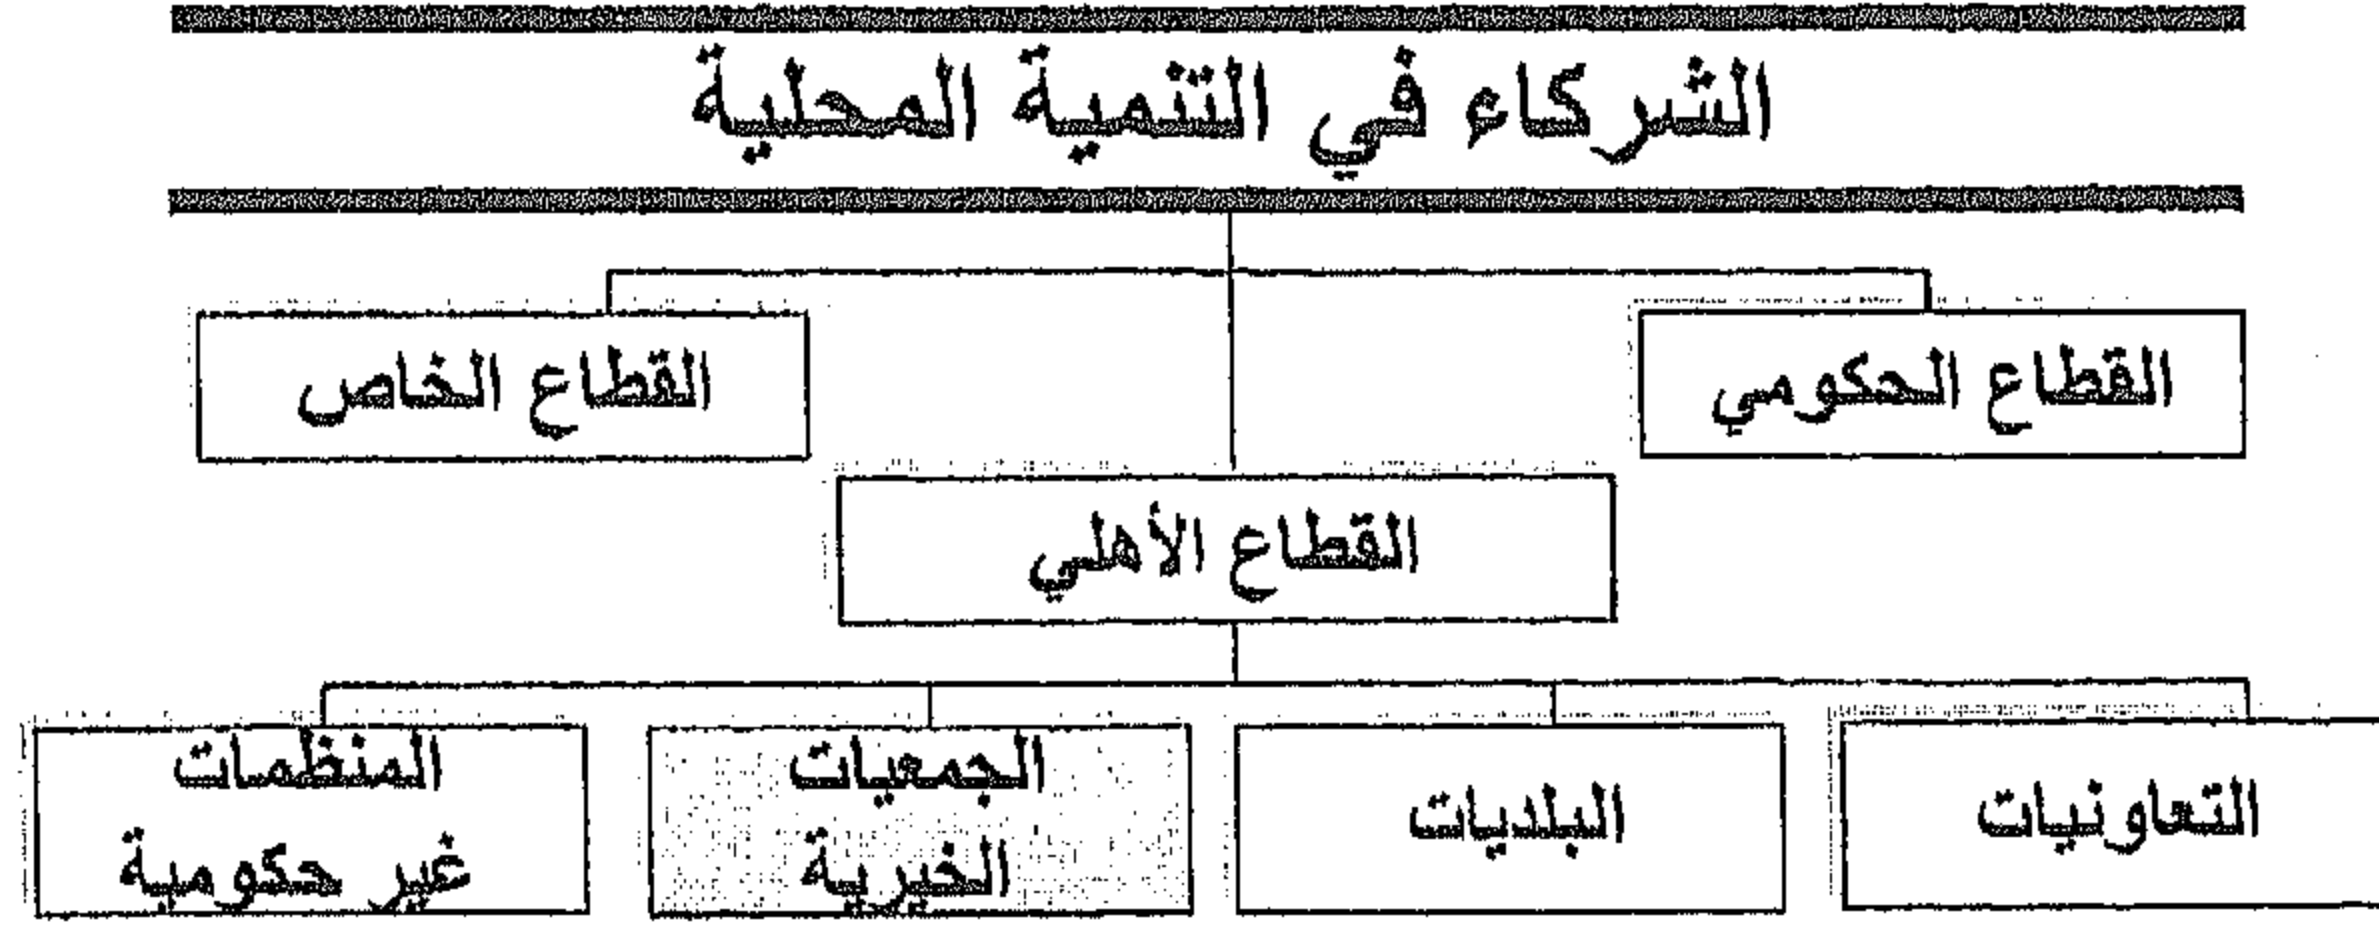 الشركاء في التنمية المحلية
القطاع الحكومي
القطاع الخاص
القطاع الأهلي
التعاونيات
البلديات
الجمعيات
الخيرية
المنظمات
غير حكومية